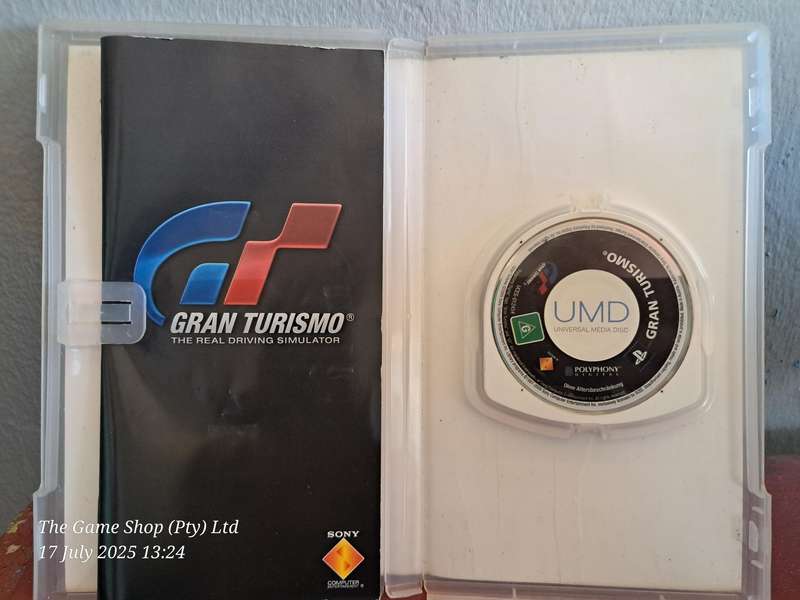 GRAN TURISMO®
THE REAL DRIVING SIMULATOR
SONY
COMPUTER
ENTERTAINMENT®
GRAN TURISMO®
UMD
UNIVERSAL MEDIA DISC
G
POLYPHONY
DIGITAL
Ohne Altersbeschränkung
The Game Shop (Pty) Ltd
17 July 2025 13:24